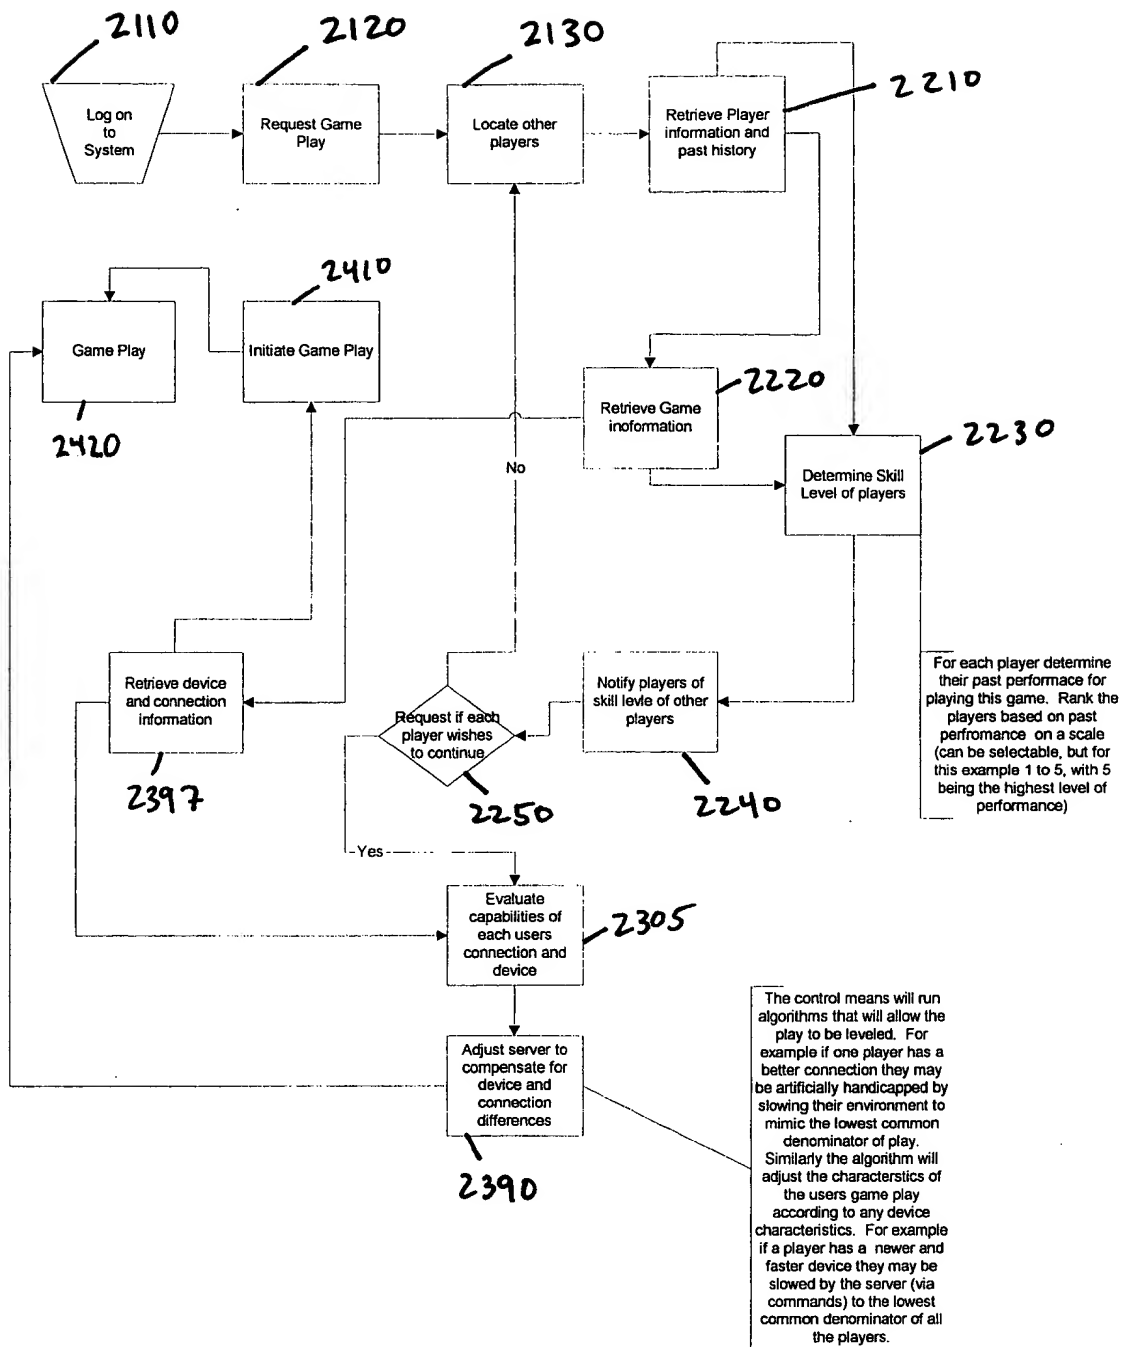 2110
2120
2130
2210
Log on
to
System
Request Game
Play
Locate other
players
Retrieve Player
information and
past history
2410
Game Play
Initiate Game Play
2420
2220
Retrieve Game
inoformation
2230
Determine Skill
Level of players
No
Retrieve device
and connection
information
2397
Request if each
player wishes
to continue
2250
Notify players of
skill levle of other
players
2240
For each player determine
their past performace for
playing this game. Rank the
players based on past
perfromance on a scale
(can be selectable, but for
this example 1 to 5, with 5
being the highest level of
performance)
Yes
Evaluate
capabilities of
each users
connection and
device
2305
Adjust server to
compensate for
device and
connection
differences
2390
The control means will run
algorithms that will allow the
play to be leveled. For
example if one player has a
better connection they may
be artificially handicapped by
slowing their environment to
mimic the lowest common
denominator of play.
Similarly the algorithm will
adjust the characterstics of
the users game play
according to any device
characteristics. For example
if a player has a newer and
faster device they may be
slowed by the server (via
commands) to the lowest
common denominator of all
the players.